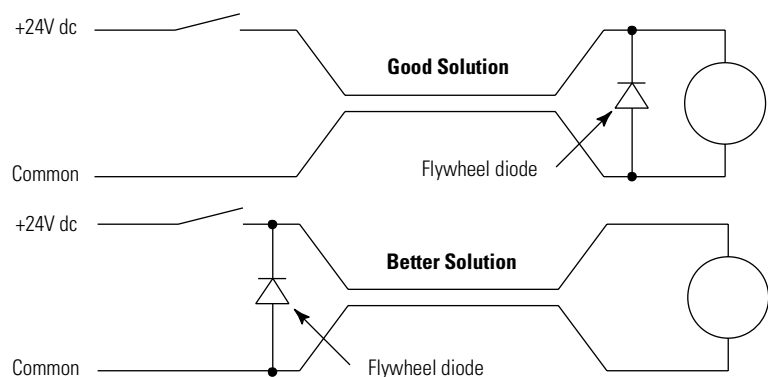 +24V dc
Good Solution
Flywheel diode
Common
+24V dc
Better Solution
Common
Flywheel diode